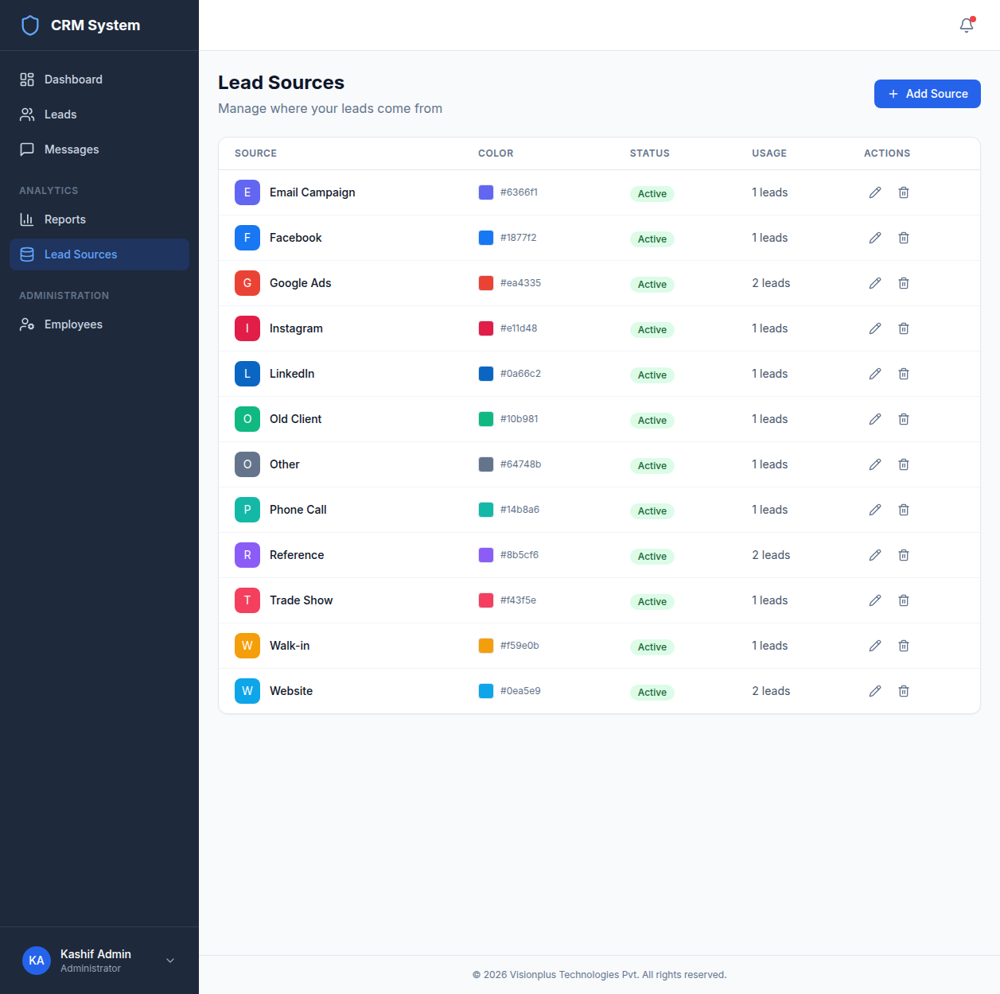 CRM System
Dashboard
Leads
Messages
ANALYTICS
Reports
Lead Sources
ADMINISTRATION
Employees
KA
Kashif Admin
Administrator
Lead Sources
Manage where your leads come from
Add Source
SOURCE COLOR STATUS USAGE ACTIONS
E Email Campaign #6366f1 Active 1 leads
F Facebook #1877f2 Active 1 leads
G Google Ads #ea4335 Active 2 leads
I Instagram #e11d48 Active 1 leads
L LinkedIn #0a66c2 Active 1 leads
O Old Client #10b981 Active 1 leads
O Other #64748b Active 1 leads
P Phone Call #14b8a6 Active 1 leads
R Reference #8b5cf6 Active 2 leads
T Trade Show #f43f5e Active 1 leads
W Walk-in #f59e0b Active 1 leads
W Website #0ea5e9 Active 2 leads
© 2026 Visionplus Technologies Pvt. All rights reserved.